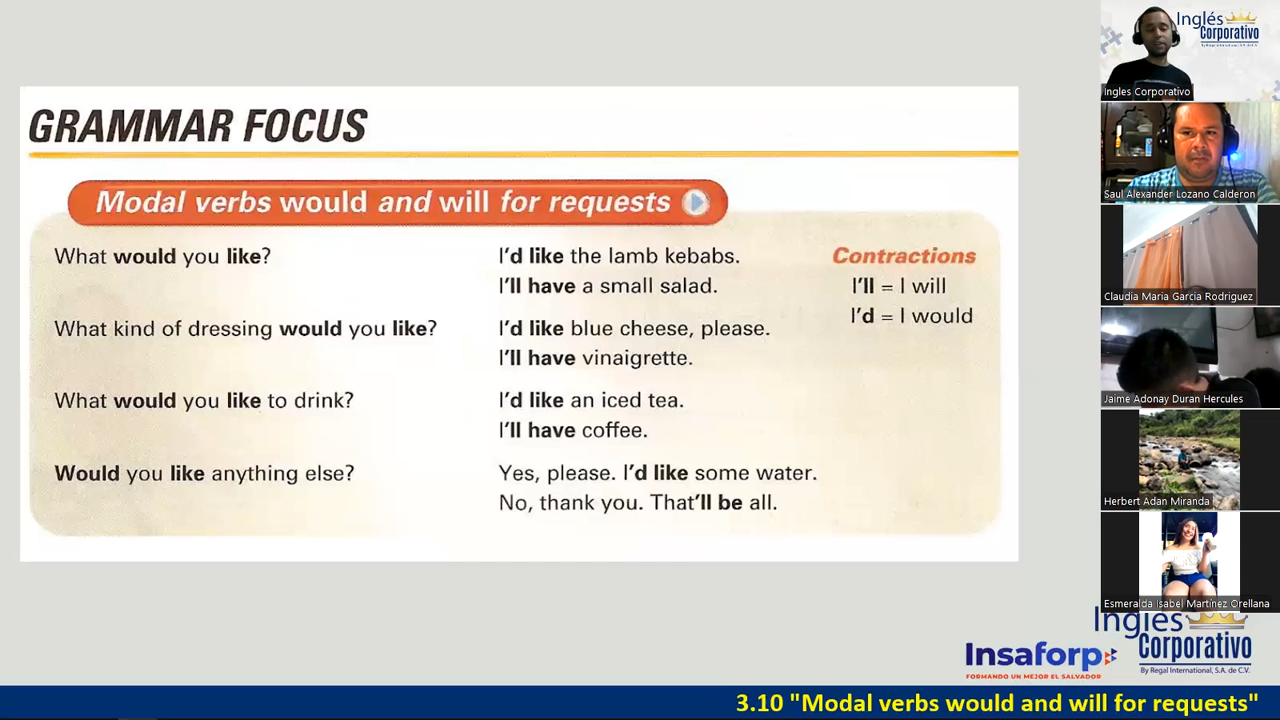 GRAMMAR FOCUS
Modal verbs would and will for requests
What would you like?
I'd like the lamb kebabs.
I'll have a small salad.
What kind of dressing would you like?
I'd like blue cheese, please.
I'll have vinaigrette.
What would you like to drink?
I'd like an iced tea.
I'll have coffee.
Would you like anything else?
Yes, please. I'd like some water.
No, thank you. That'll be all.
Contractions
I'll = I will
I'd = I would
Inglés
Corporativo
By Regal International, S.A. de C.V.
Ingles Corporativo
Saul Alexander Lozano Calderon
Claudia Maria Garcia Rodriguez
Jaime Adonay Duran Hercules
Herbert Adan Miranda
Esmeralda Isabel Martínez Orellana
Inglés
Corporativo
By Regal International, S.A. de C.V.
Insaforp
FORMANDO UN MEJOR EL SALVADOR
3.10 "Modal verbs would and will for requests"